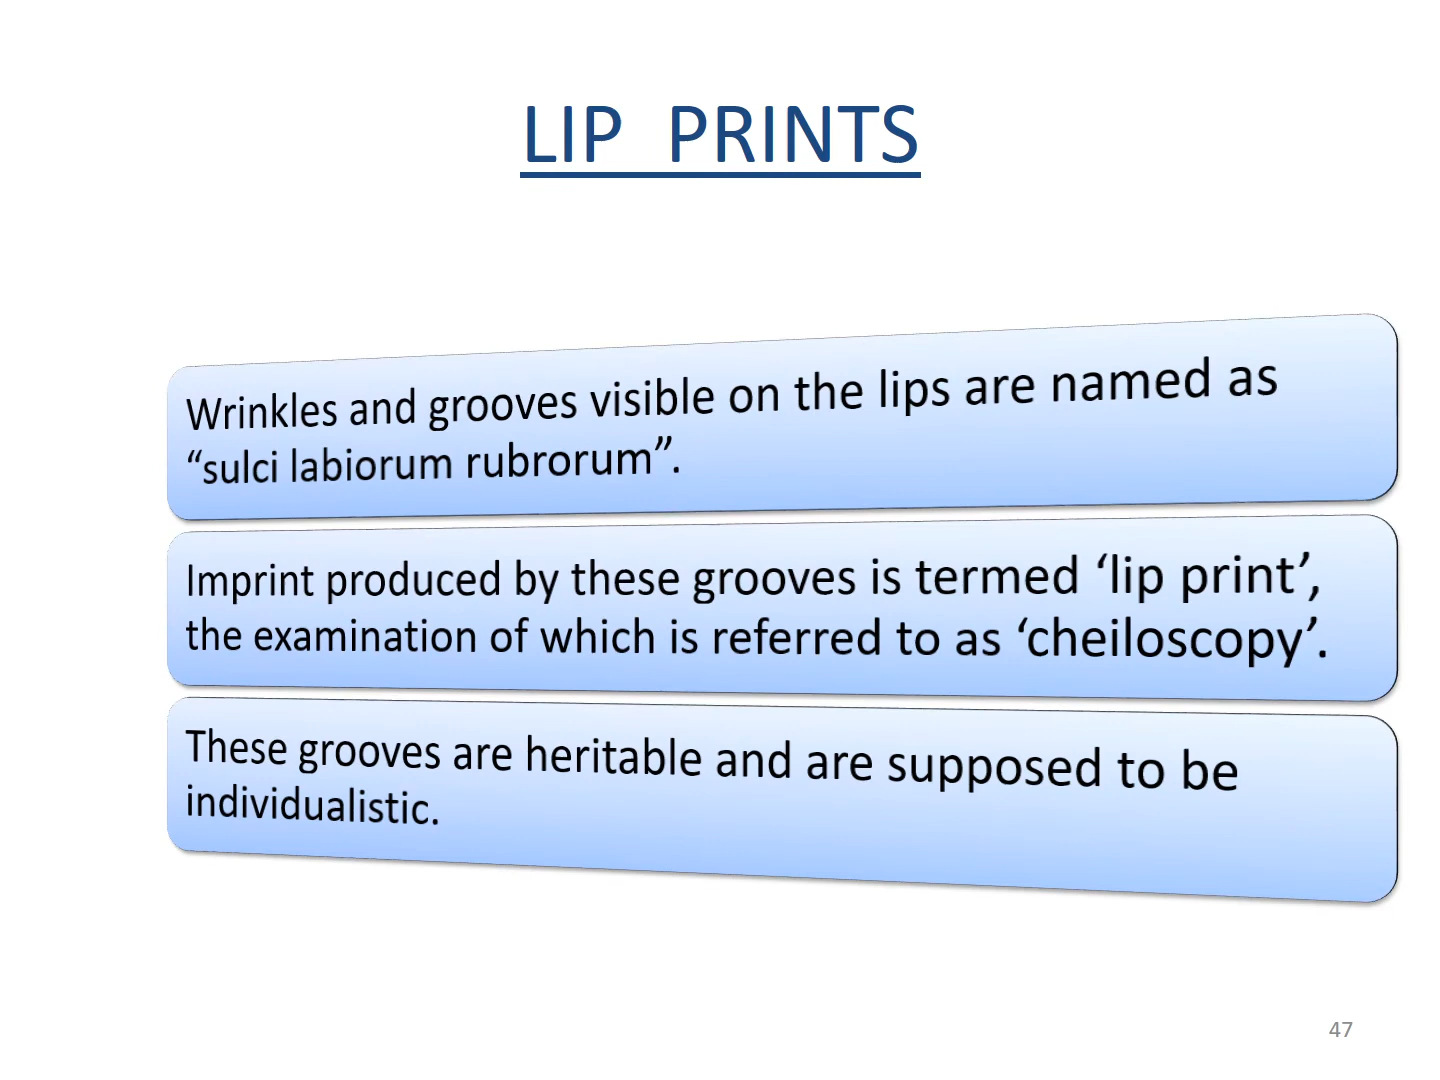 LIP PRINTS
Wrinkles and grooves visible on the lips are named as
“sulci labiorum rubrorum”.
Imprint produced by these grooves is termed ‘lip print’,
the examination of which is referred to as ‘cheiloscopy’.
These grooves are heritable and are supposed to be
individualistic.
47